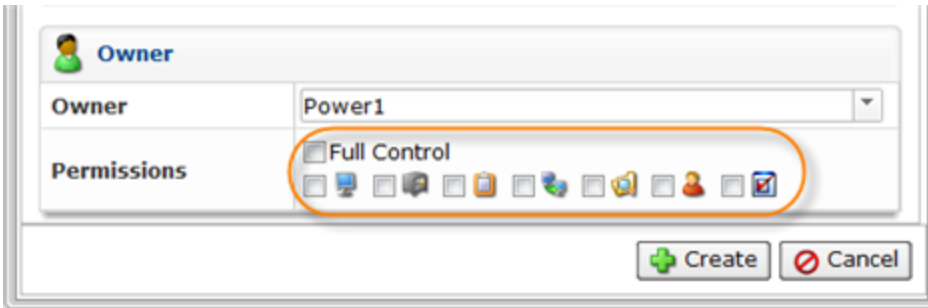 Owner
Owner Power1
Permissions Full Control
Create Cancel